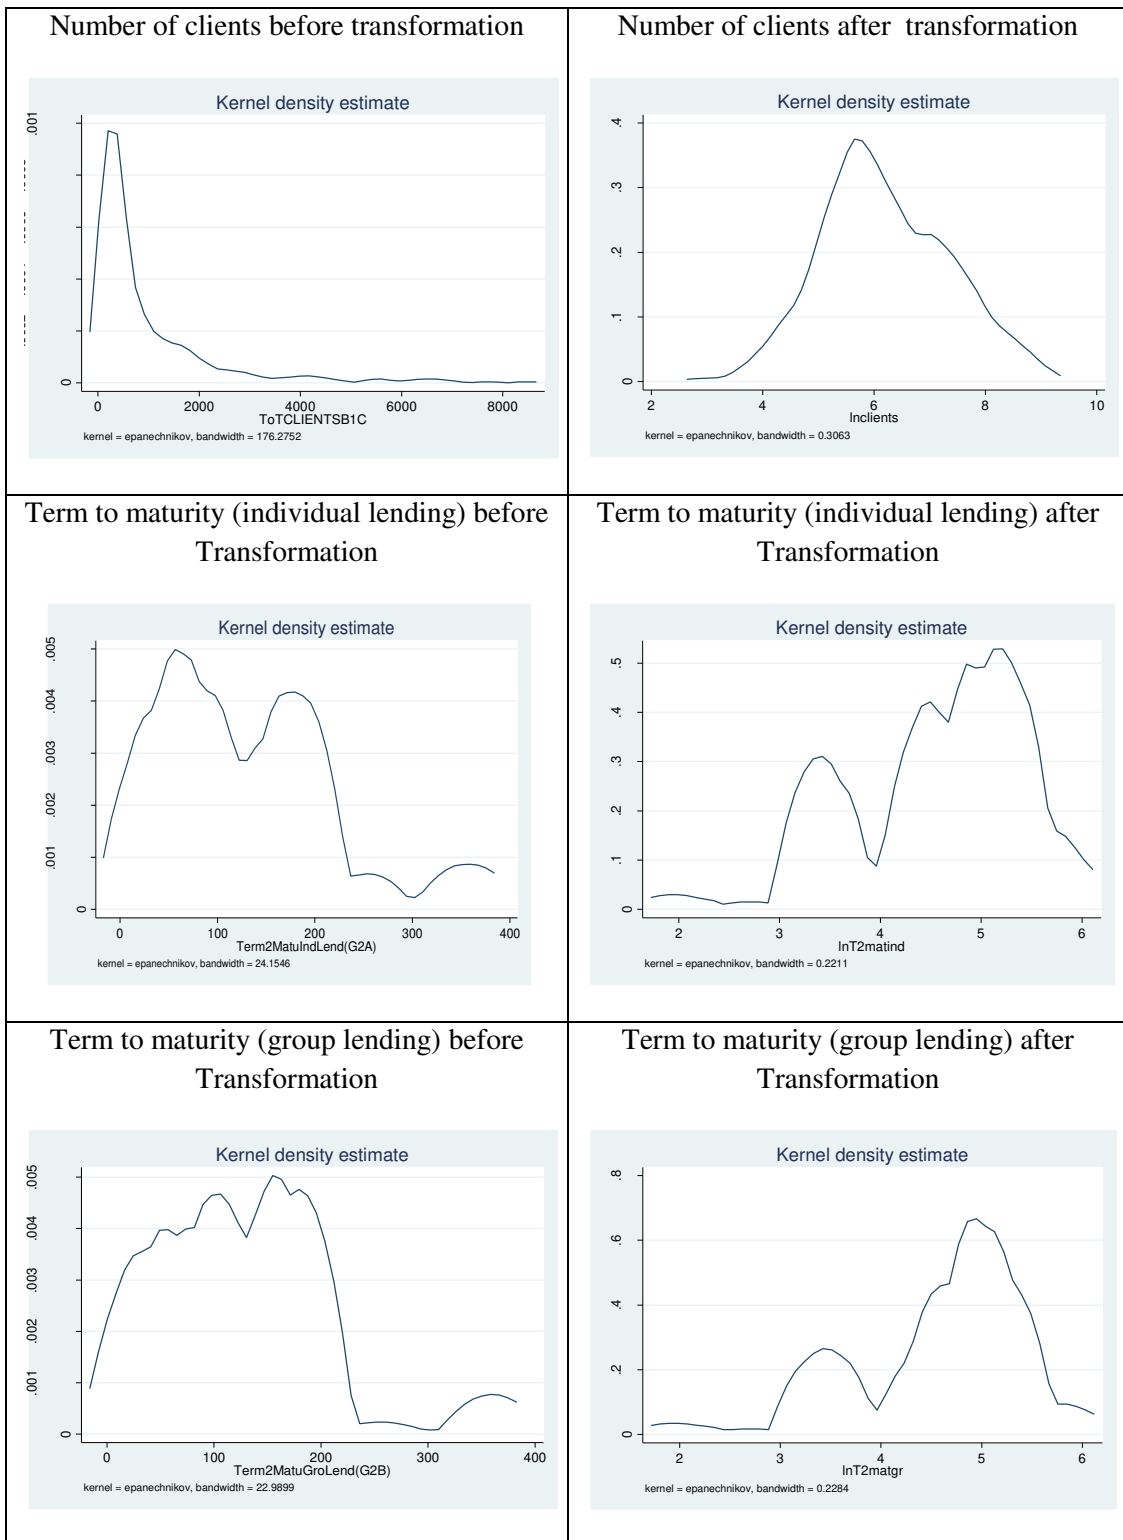 Number of clients before transformation
Number of clients after  transformation
Kernel density estimate
.001
0
0 2000 4000 6000 8000
ToTCLIENTSB1C
kernel = epanechnikov, bandwidth = 176.2752
Kernel density estimate
.4
.3
.2
.1
0
2 4 6 8 10
lnclients
kernel = epanechnikov, bandwidth = 0.3063
Term to maturity (individual lending) before
Transformation
Term to maturity (individual lending) after
Transformation
Kernel density estimate
.005
.004
.003
.002
.001
0
0 100 200 300 400
Term2MatuIndLend(G2A)
kernel = epanechnikov, bandwidth = 24.1546
Kernel density estimate
.5
.4
.3
.2
.1
0
2 3 4 5 6
lnT2matind
kernel = epanechnikov, bandwidth = 0.2211
Term to maturity (group lending) before
Transformation
Term to maturity (group lending) after
Transformation
Kernel density estimate
.005
.004
.003
.002
.001
0
0 100 200 300 400
Term2MatuGroLend(G2B)
kernel = epanechnikov, bandwidth = 22.9899
Kernel density estimate
.8
.6
.4
.2
0
2 3 4 5 6
lnT2matgr
kernel = epanechnikov, bandwidth = 0.2284